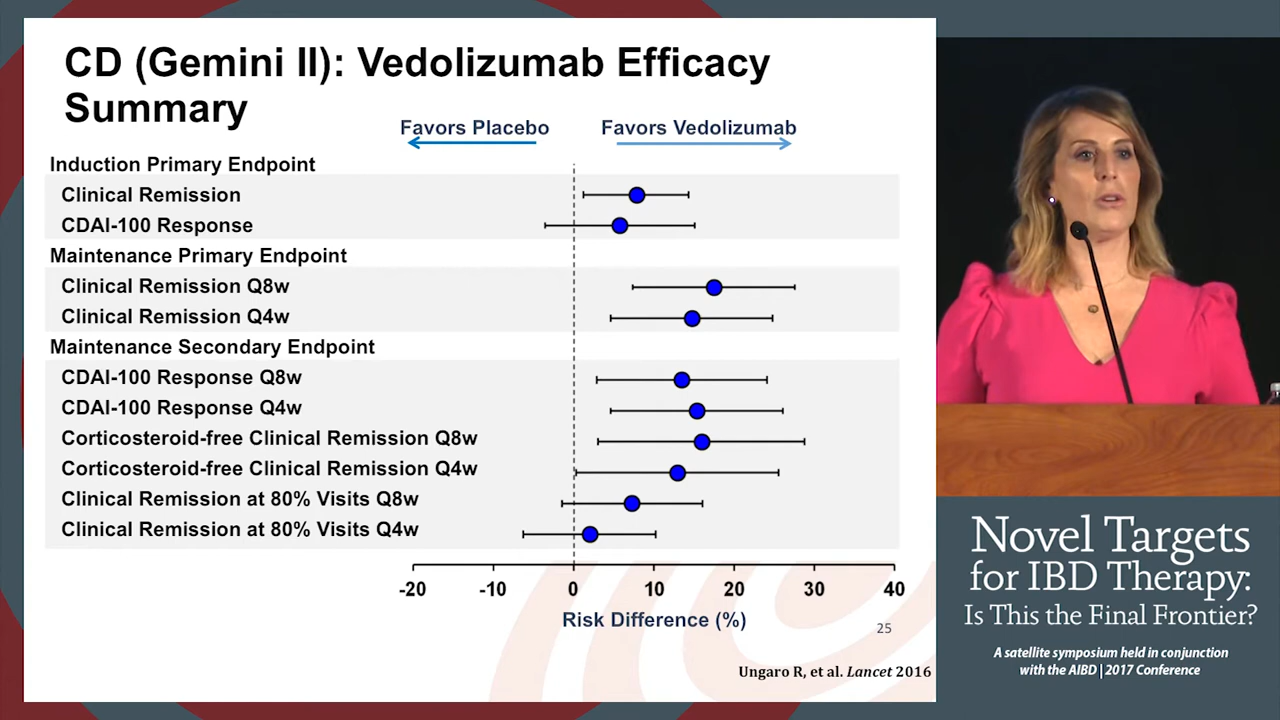 CD (Gemini II): Vedolizumab Efficacy
Summary
Favors Placebo
Favors Vedolizumab
Induction Primary Endpoint
Clinical Remission
CDAI-100 Response
Maintenance Primary Endpoint
Clinical Remission Q8w
Clinical Remission Q4w
Maintenance Secondary Endpoint
CDAI-100 Response Q8w
CDAI-100 Response Q4w
Corticosteroid-free Clinical Remission Q8w
Corticosteroid-free Clinical Remission Q4w
Clinical Remission at 80% Visits Q8w
Clinical Remission at 80% Visits Q4w
-20 -10 0 10 20 30 40
Risk Difference (%)
25
Ungaro R, et al. Lancet 2016
Novel Targets
for IBD Therapy:
Is This the Final Frontier?
A satellite symposium held in conjunction
with the AIBD | 2017 Conference